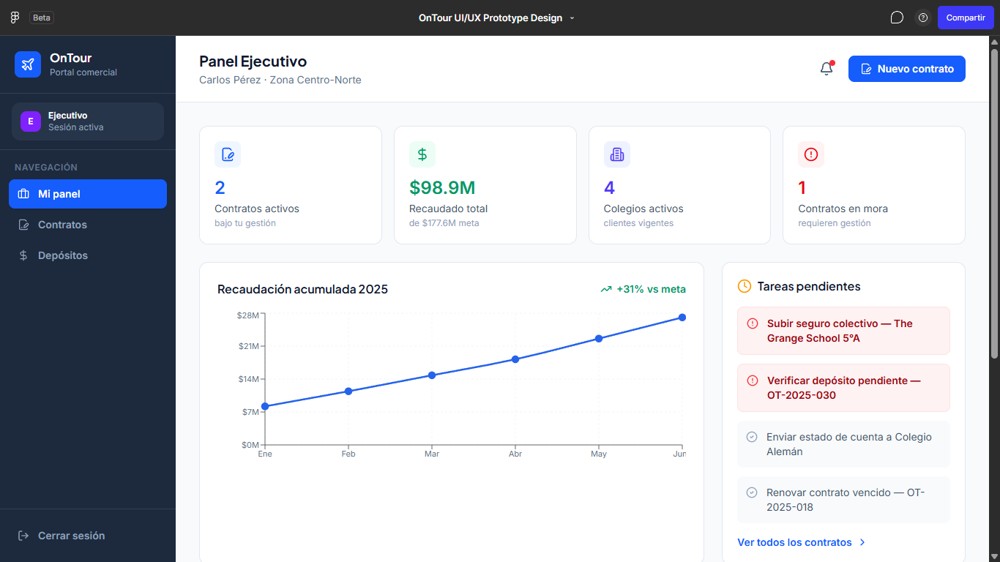 Beta
OnTour UI/UX Prototype Design
Compartir
OnTour
Portal comercial
E
Ejecutivo
Sesión activa
NAVEGACIÓN
Mi panel
Contratos
Depósitos
Cerrar sesión
Panel Ejecutivo
Carlos Pérez · Zona Centro-Norte
Nuevo contrato
2
Contratos activos
bajo tu gestión
$98.9M
Recaudado total
de $177.6M meta
4
Colegios activos
clientes vigentes
1
Contratos en mora
requieren gestión
Recaudación acumulada 2025
+31% vs meta
$28M
$21M
$14M
$7M
$0M
Ene
Feb
Mar
Abr
May
Jun
Tareas pendientes
Subir seguro colectivo — The
Grange School 5°A
Verificar depósito pendiente —
OT-2025-030
Enviar estado de cuenta a Colegio
Alemán
Renovar contrato vencido — OT-
2025-018
Ver todos los contratos